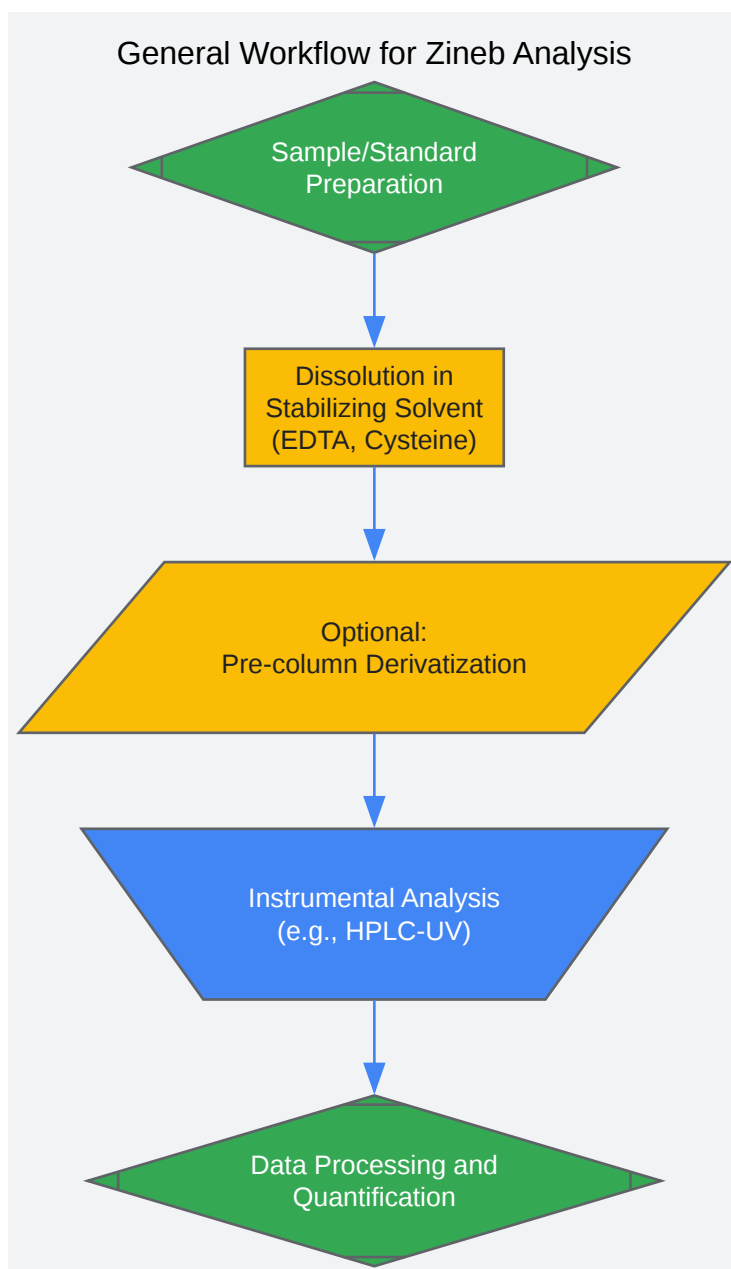 General Workflow for Zineb Analysis
Sample/Standard
Preparation
Dissolution in
Stabilizing Solvent
(EDTA, Cysteine)
Optional:
Pre-column Derivatization
Instrumental Analysis
(e.g., HPLC-UV)
Data Processing and
Quantification